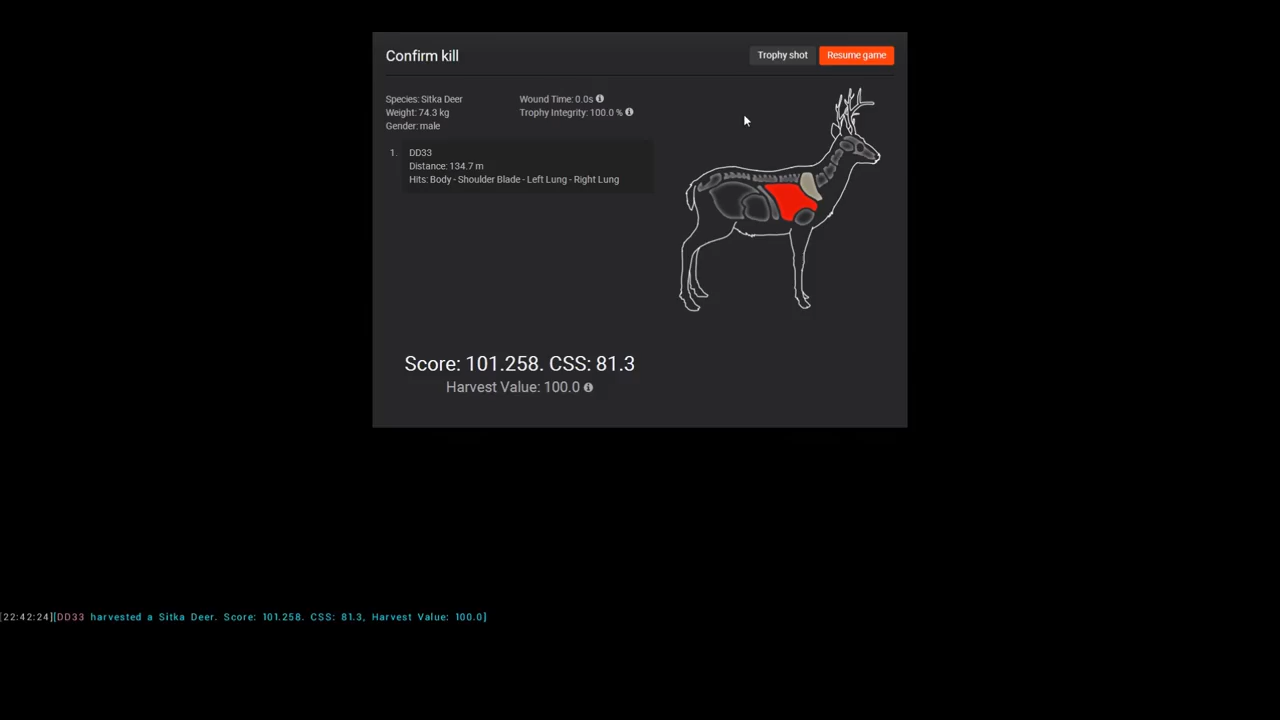 Confirm kill
Trophy shot
Resume game
Species: Sitka Deer
Weight: 74.3 kg
Gender: male
Wound Time: 0.0s
Trophy Integrity: 100.0 %
1.
DD33
Distance: 134.7 m
Hits: Body - Shoulder Blade - Left Lung - Right Lung
Score: 101.258. CSS: 81.3
Harvest Value: 100.0
[22:42:24][DD33 harvested a Sitka Deer. Score: 101.258. CSS: 81.3, Harvest Value: 100.0]